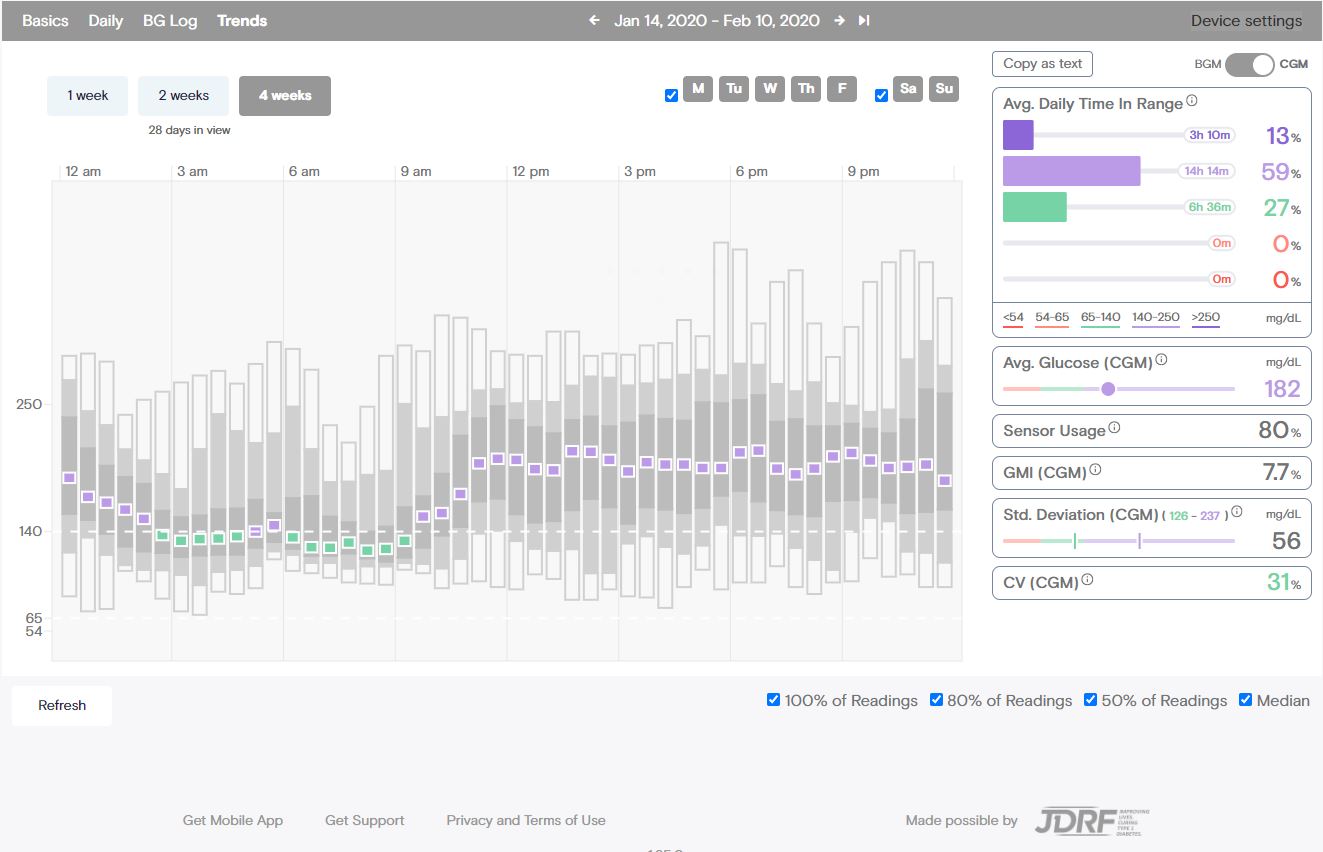 Basics Daily BG Log Trends Jan 14, 2020 - Feb 10, 2020 Device settings
Copy as text BGM CGM
1 week 2 weeks 4 weeks M Tu W Th F Sa Su
28 days in view
12 am 3 am 6 am 9 am 12 pm 3 pm 6 pm 9 pm
250
140
65
54
Avg. Daily Time In Range
3h 10m 13%
14h 14m 59%
6h 36m 27%
0m 0%
0m 0%
<54 54-65 65-140 140-250 >250 mg/dL
Avg. Glucose (CGM) mg/dL
182
Sensor Usage 80%
GMI (CGM) 7.7%
Std. Deviation (CGM) ( 126 - 237 ) mg/dL
56
CV (CGM) 31%
Refresh 100% of Readings 80% of Readings 50% of Readings Median
Get Mobile App Get Support Privacy and Terms of Use Made possible by JDRF
IMPROVING
LIVES.
CURING
TYPE 1
DIABETES.